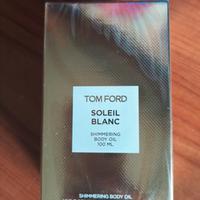 TOM FORD
SOLEIL
BLANC
SHIMMERING
BODY OIL
100 ML
SHIMMERING BODY OIL